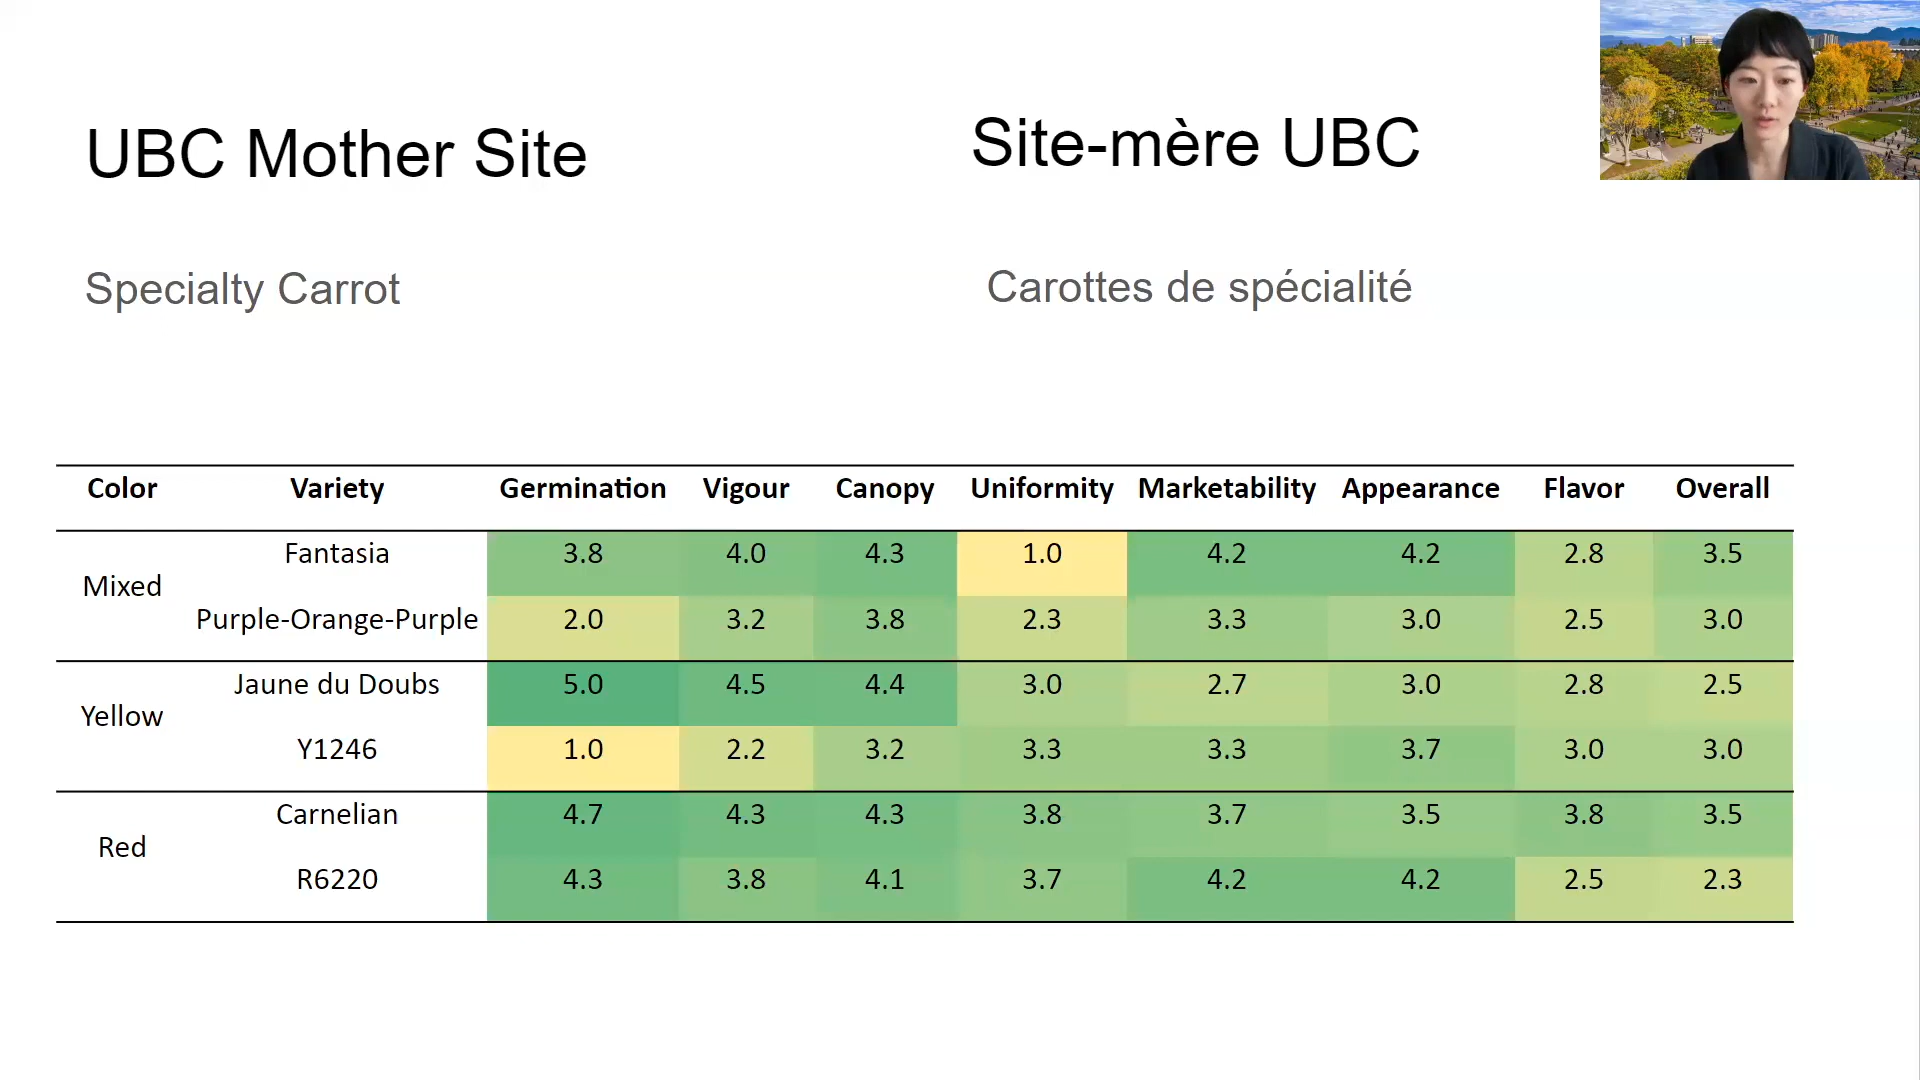 UBC Mother Site
Site-mère UBC
Specialty Carrot
Carottes de spécialité
Color Variety Germination Vigour Canopy Uniformity Marketability Appearance Flavor Overall
Mixed
Fantasia 3.8 4.0 4.3 1.0 4.2 4.2 2.8 3.5
Purple-Orange-Purple 2.0 3.2 3.8 2.3 3.3 3.0 2.5 3.0
Yellow
Jaune du Doubs 5.0 4.5 4.4 3.0 2.7 3.0 2.8 2.5
Y1246 1.0 2.2 3.2 3.3 3.3 3.7 3.0 3.0
Red
Carnelian 4.7 4.3 4.3 3.8 3.7 3.5 3.8 3.5
R6220 4.3 3.8 4.1 3.7 4.2 4.2 2.5 2.3